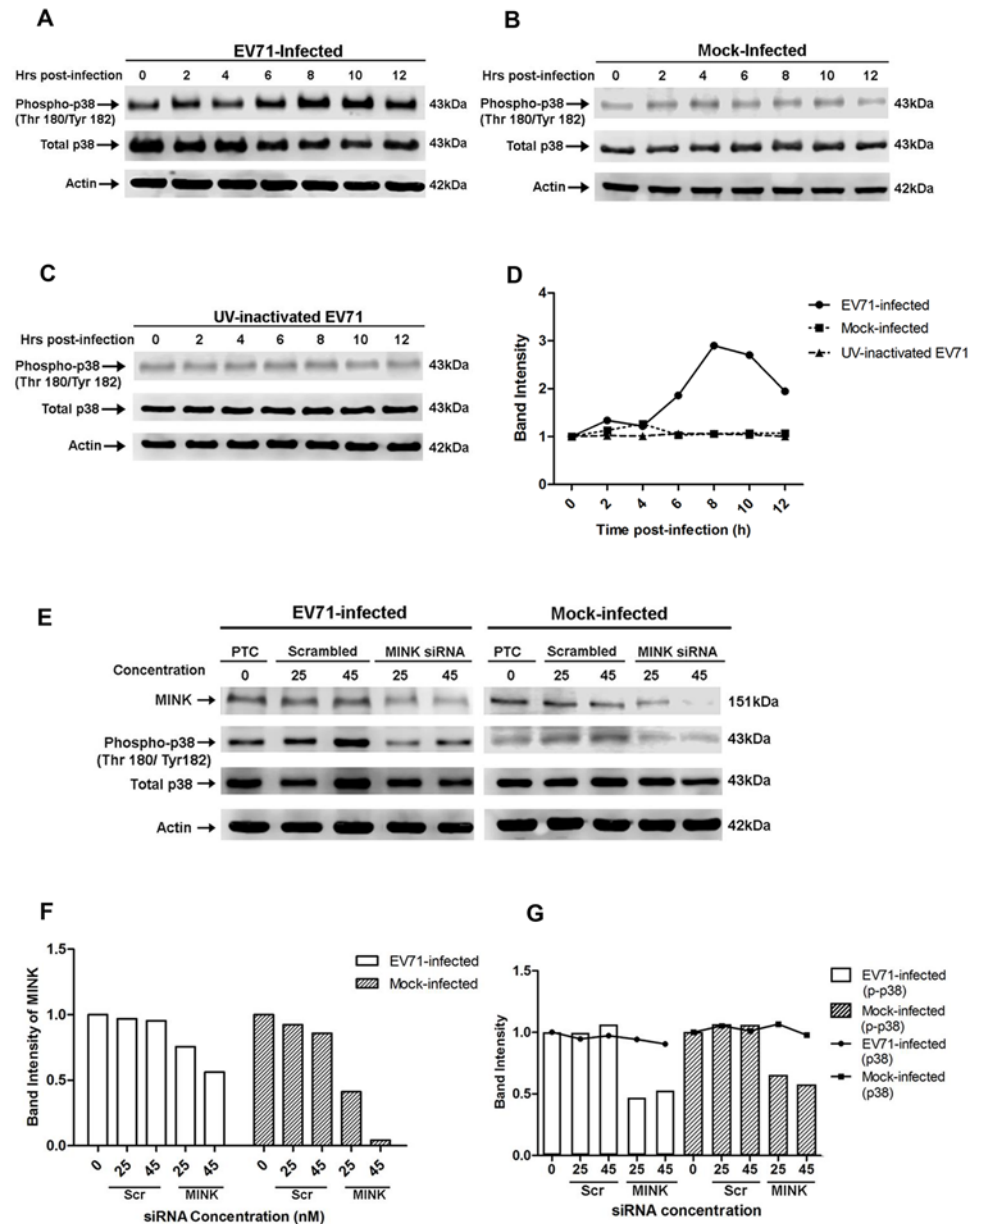 A
EV71-Infected
Hrs post-infection 0 2 4 6 8 10 12
Phospho-p38 43kDa
(Thr 180/Tyr 182)
Total p38 43kDa
Actin 42kDa
B
Mock-Infected
Hrs post-infection 0 2 4 6 8 10 12
Phospho-p38 43kDa
(Thr 180/Tyr 182)
Total p38 43kDa
Actin 42kDa
C
UV-inactivated EV71
Hrs post-infection 0 2 4 6 8 10 12
Phospho-p38 43kDa
(Thr 180/Tyr 182)
Total p38 43kDa
Actin 42kDa
D
Band Intensity
4
3
2
1
0
0 2 4 6 8 10 12
Time post-infection (h)
EV71-infected
Mock-infected
UV-inactivated EV71
E
EV71-infected Mock-infected
PTC Scrambled MINK siRNA PTC Scrambled MINK siRNA
Concentration 0 25 45 25 45 0 25 45 25 45
MINK 151kDa
Phospho-p38 43kDa
(Thr 180/ Tyr182)
Total p38 43kDa
Actin 42kDa
F
Band Intensity of MINK
1.5
1.0
0.5
0.0
0 25 45 25 45 0 25 45 25 45
Scr MINK Scr MINK
siRNA Concentration (nM)
EV71-infected
Mock-infected
G
Band Intensity
1.5
1.0
0.5
0.0
0 25 45 25 45 0 25 45 25 45
Scr MINK Scr MINK
siRNA concentration
EV71-infected
(p-p38)
Mock-infected
(p-p38)
EV71-infected
(p38)
Mock-infected
(p38)